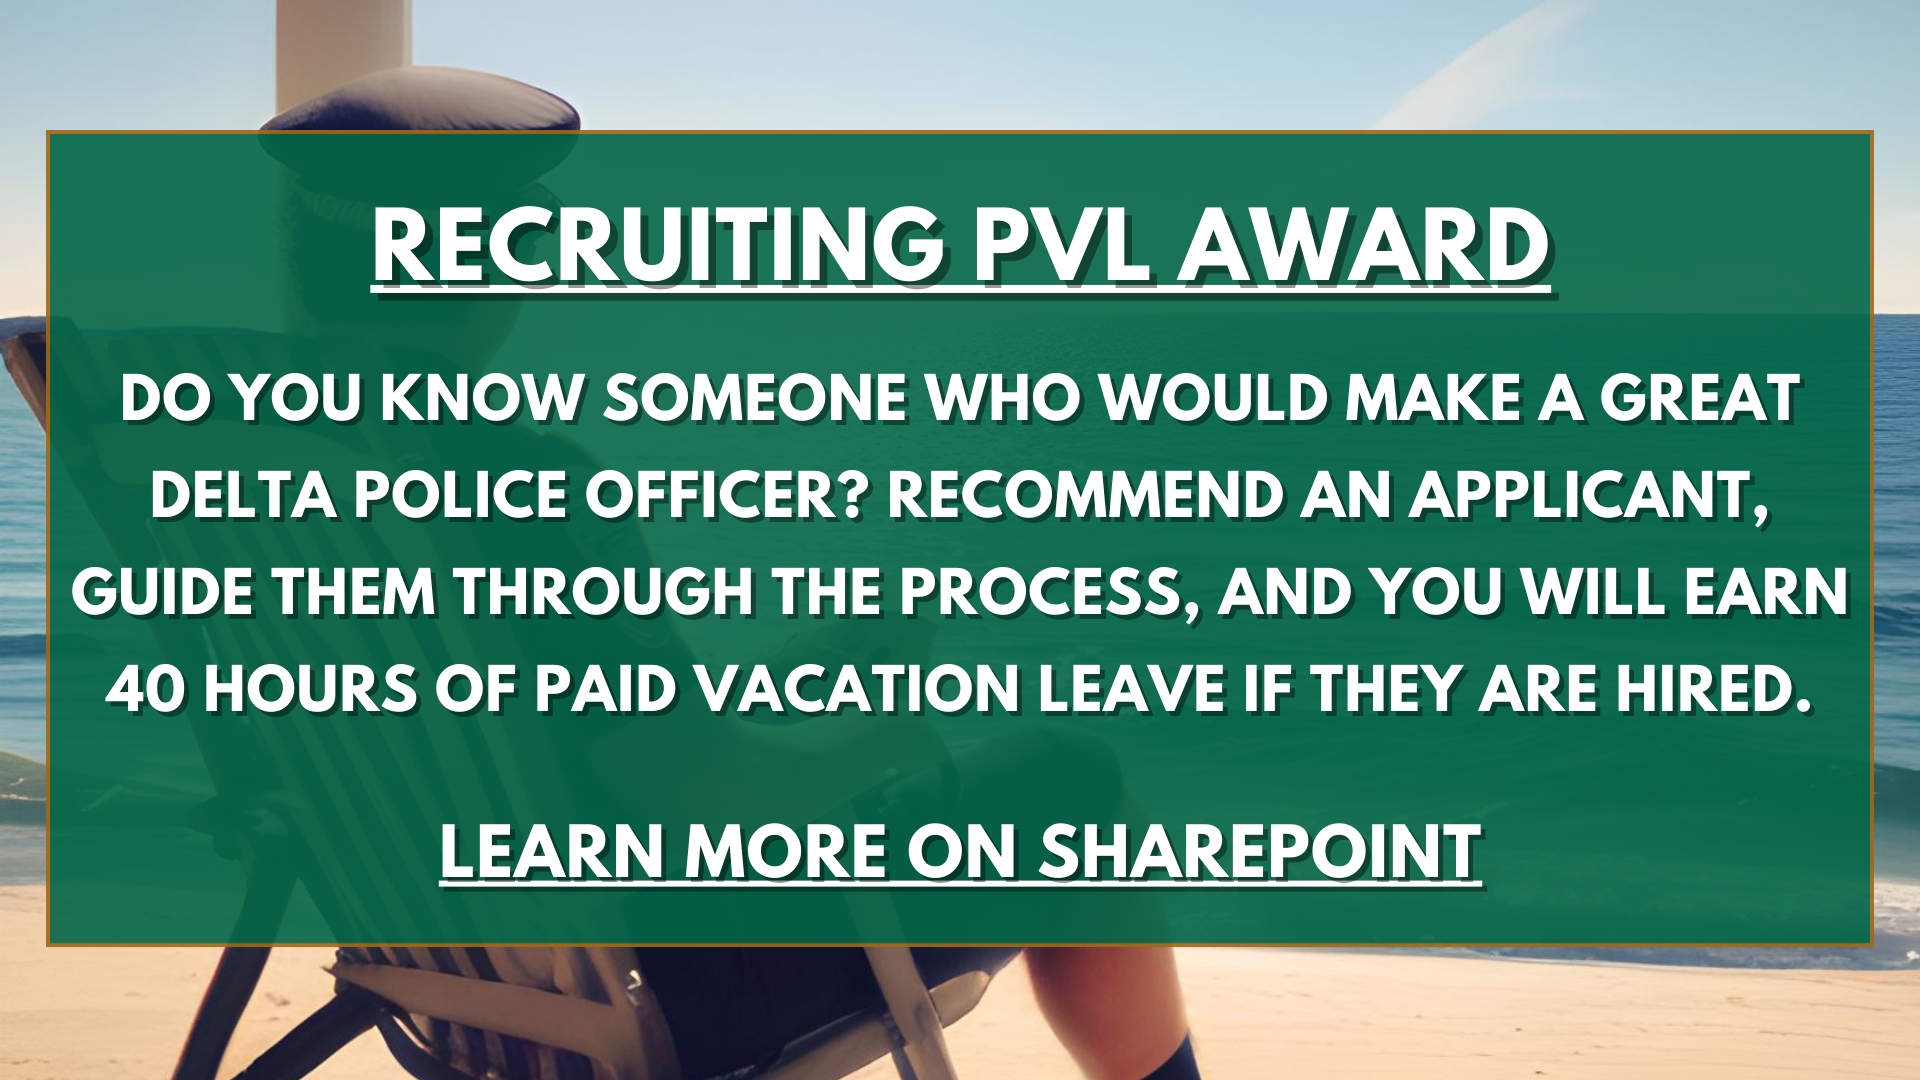 RECRUITING PVL AWARD
DO YOU KNOW SOMEONE WHO WOULD MAKE A GREAT
DELTA POLICE OFFICER? RECOMMEND AN APPLICANT,
GUIDE THEM THROUGH THE PROCESS, AND YOU WILL EARN
40 HOURS OF PAID VACATION LEAVE IF THEY ARE HIRED.
LEARN MORE ON SHAREPOINT